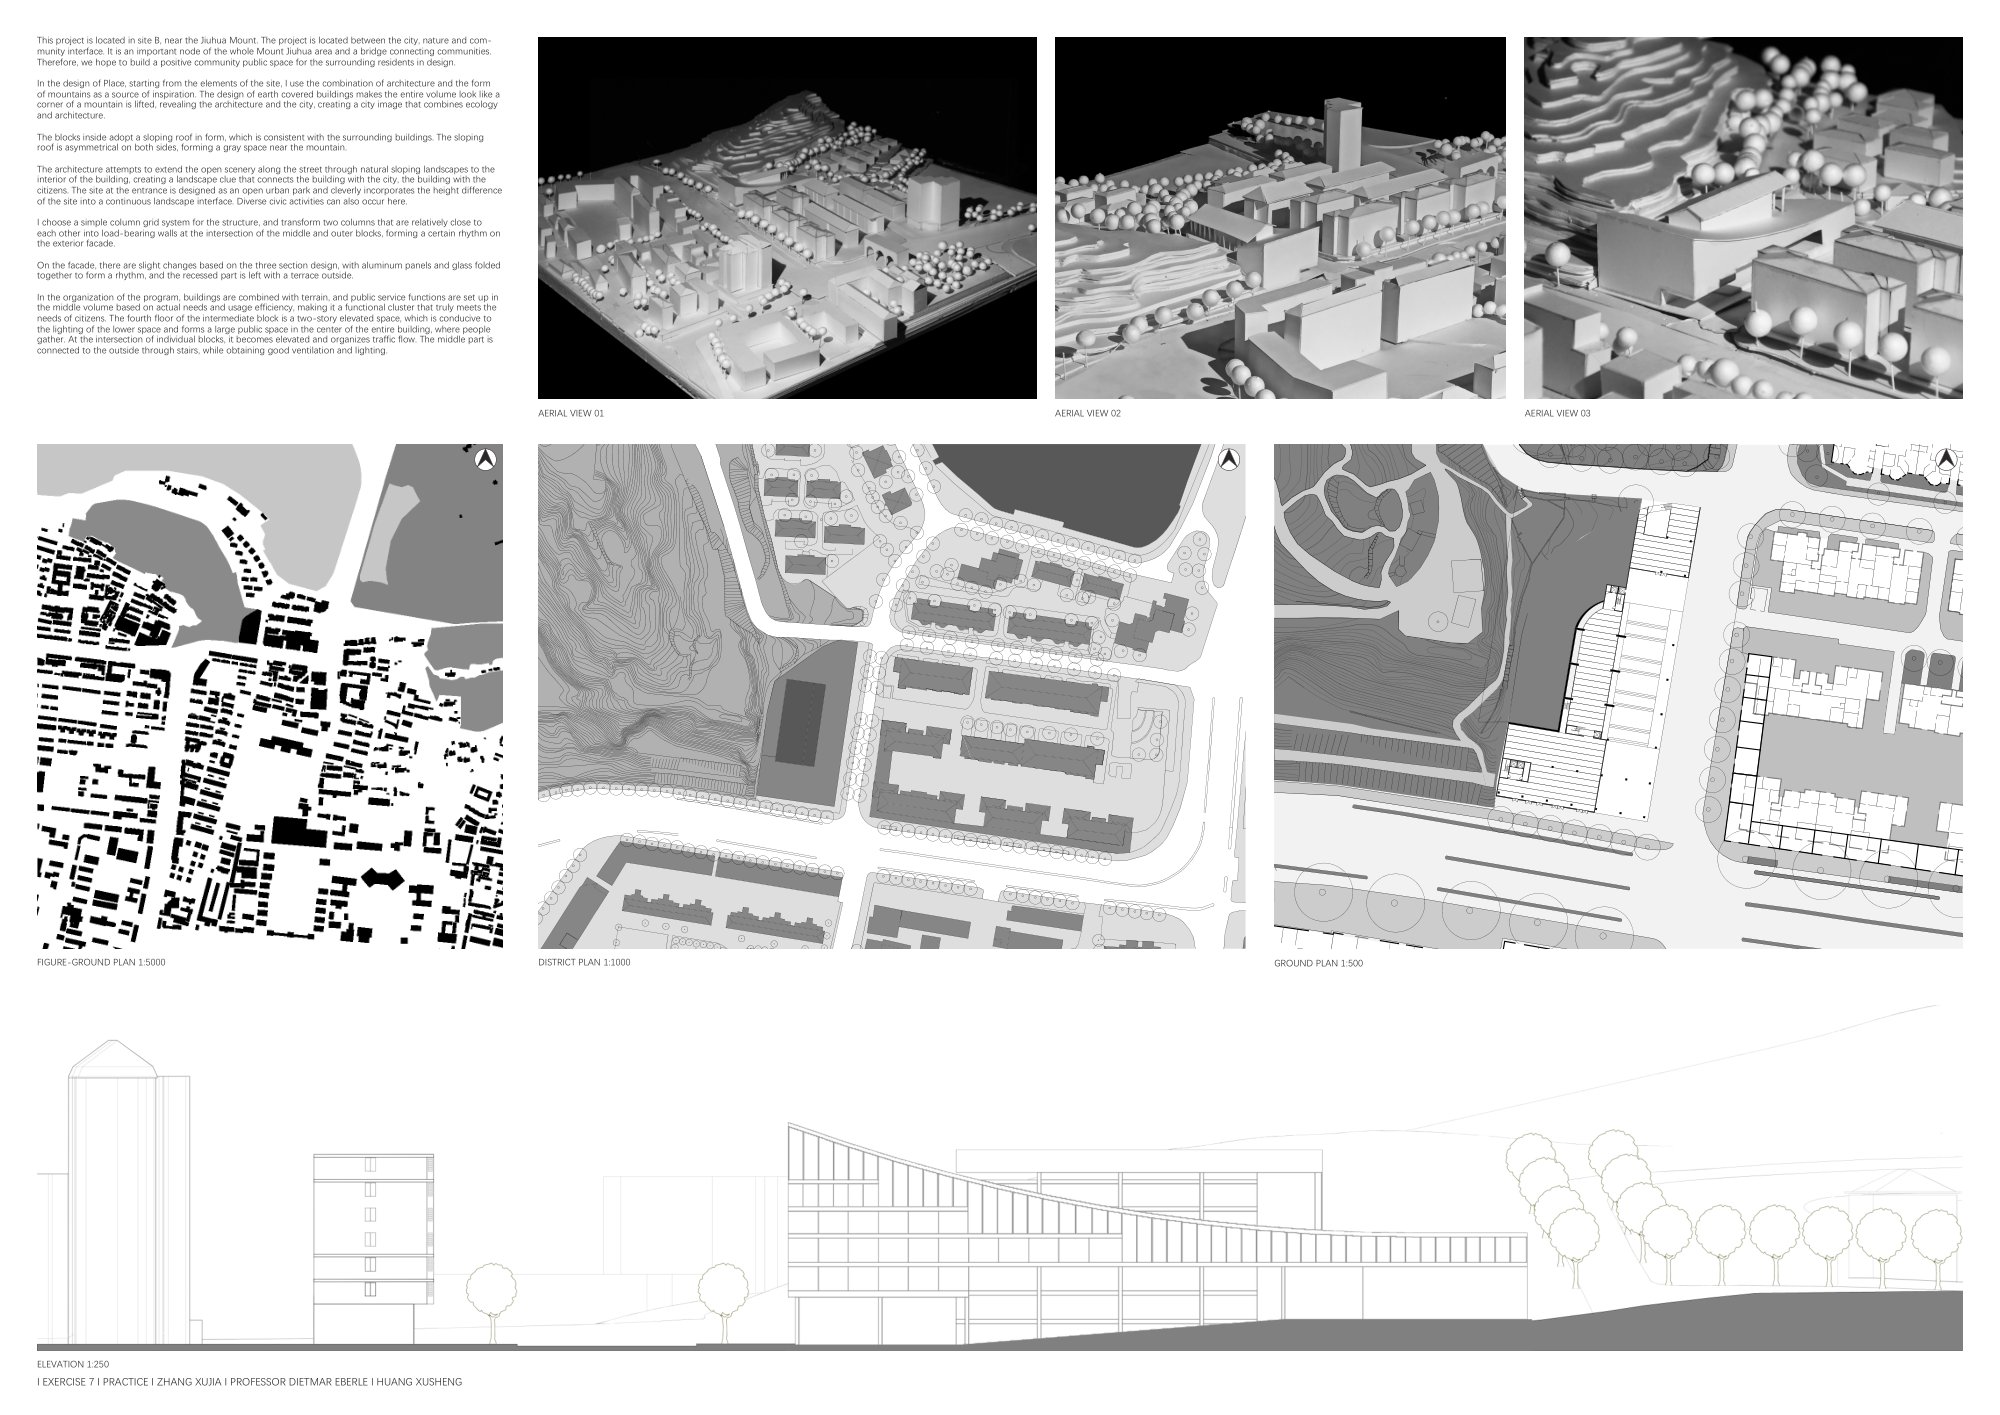 This project is located in site B, near the Jiuhua Mount. The project is located between the city, nature and com-
munity interface. It is an important node of the whole Mount Jiuhua area and a bridge connecting communities.
Therefore, we hope to build a positive community public space for the surrounding residents in design.
In the design of Place, starting from the elements of the site, I use the combination of architecture and the form
of mountains as a source of inspiration. The design of earth covered buildings makes the entire volume look like a
corner of a mountain is lifted, revealing the architecture and the city, creating a city image that combines ecology
and architecture.
The blocks inside adopt a sloping roof in form, which is consistent with the surrounding buildings. The sloping
roof is asymmetrical on both sides, forming a gray space near the mountain.
The architecture attempts to extend the open scenery along the street through natural sloping landscapes to the
interior of the building, creating a landscape clue that connects the building with the city, the building with the
citizens. The site at the entrance is designed as an open urban park and cleverly incorporates the height difference
of the site into a continuous landscape interface. Diverse civic activities can also occur here.
I choose a simple column grid system for the structure, and transform two columns that are relatively close to
each other into load-bearing walls at the intersection of the middle and outer blocks, forming a certain rhythm on
the exterior facade.
On the facade, there are slight changes based on the three section design, with aluminum panels and glass folded
together to form a rhythm, and the recessed part is left with a terrace outside.
In the organization of the program, buildings are combined with terrain, and public service functions are set up in
the middle volume based on actual needs and usage efficiency, making it a functional cluster that truly meets the
needs of citizens. The fourth floor of the intermediate block is a two-story elevated space, which is conducive to
the lighting of the lower space and forms a large public space in the center of the entire building, where people
gather. At the intersection of individual blocks, it becomes elevated and organizes traffic flow. The middle part is
connected to the outside through stairs, while obtaining good ventilation and lighting.
AERIAL VIEW 01
AERIAL VIEW 02
AERIAL VIEW 03
FIGURE-GROUND PLAN 1:5000
DISTRICT PLAN 1:1000
GROUND PLAN 1:500
ELEVATION 1:250
I EXERCISE 7 I PRACTICE I ZHANG XUJIA I PROFESSOR DIETMAR EBERLE I HUANG XUSHENG